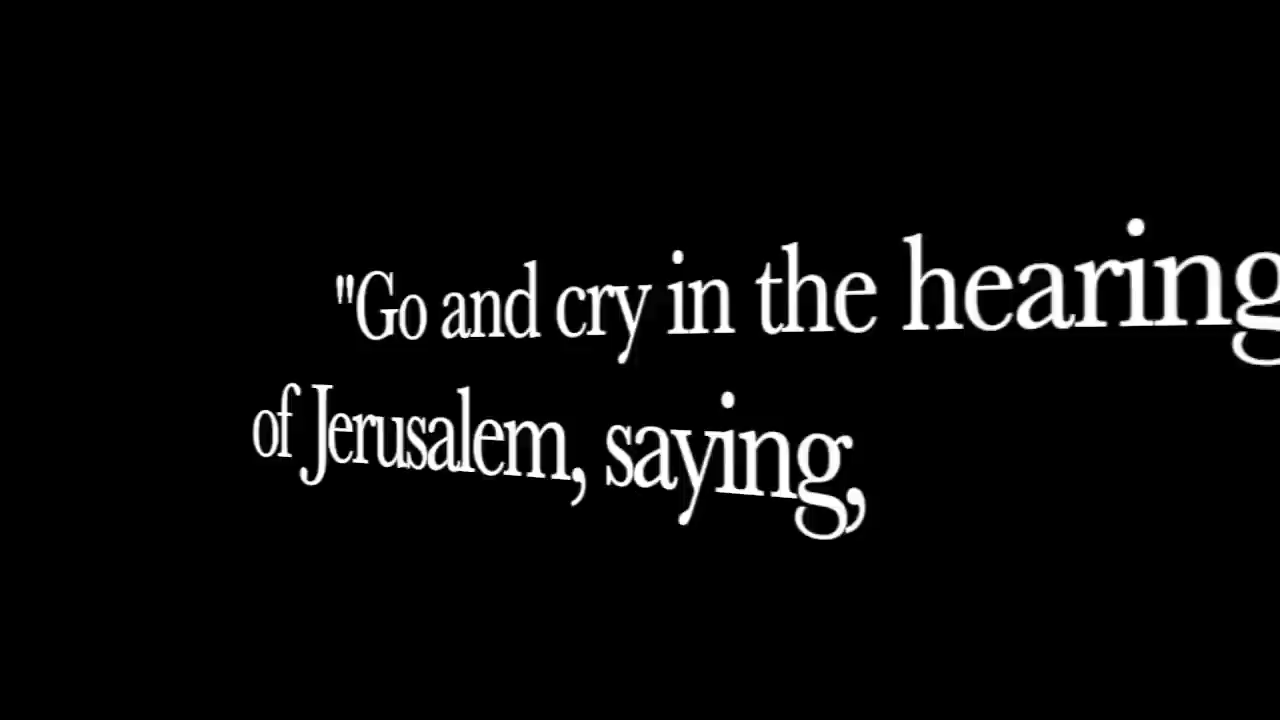 "Go and cry in the hearing
of Jerusalem, saying,